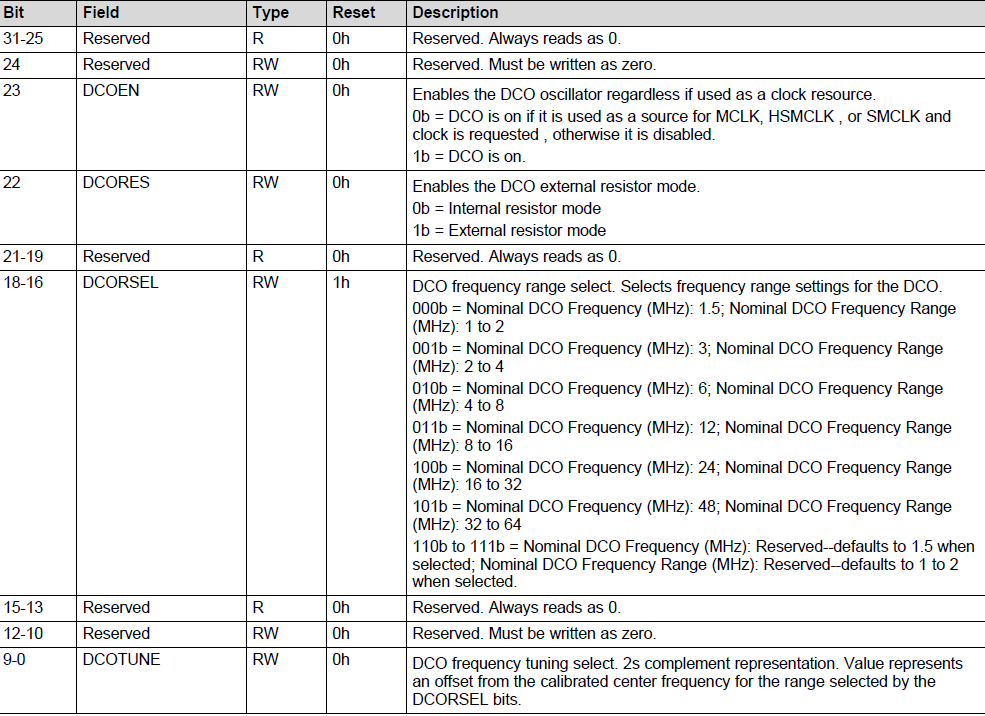 Bit Field Type Reset Description
31-25 Reserved R 0h Reserved. Always reads as 0.
24 Reserved RW 0h Reserved. Must be written as zero.
23 DCOEN RW 0h Enables the DCO oscillator regardless if used as a clock resource.
0b = DCO is on if it is used as a source for MCLK, HSMCLK , or SMCLK and
clock is requested , otherwise it is disabled.
1b = DCO is on.
22 DCORES RW 0h Enables the DCO external resistor mode.
0b = Internal resistor mode
1b = External resistor mode
21-19 Reserved R 0h Reserved. Always reads as 0.
18-16 DCORSEL RW 1h DCO frequency range select. Selects frequency range settings for the DCO.
000b = Nominal DCO Frequency (MHz): 1.5; Nominal DCO Frequency Range
(MHz): 1 to 2
001b = Nominal DCO Frequency (MHz): 3; Nominal DCO Frequency Range
(MHz): 2 to 4
010b = Nominal DCO Frequency (MHz): 6; Nominal DCO Frequency Range
(MHz): 4 to 8
011b = Nominal DCO Frequency (MHz): 12; Nominal DCO Frequency Range
(MHz): 8 to 16
100b = Nominal DCO Frequency (MHz): 24; Nominal DCO Frequency Range
(MHz): 16 to 32
101b = Nominal DCO Frequency (MHz): 48; Nominal DCO Frequency Range
(MHz): 32 to 64
110b to 111b = Nominal DCO Frequency (MHz): Reserved--defaults to 1.5 when
selected; Nominal DCO Frequency Range (MHz): Reserved--defaults to 1 to 2
when selected.
15-13 Reserved R 0h Reserved. Always reads as 0.
12-10 Reserved RW 0h Reserved. Must be written as zero.
9-0 DCOTUNE RW 0h DCO frequency tuning select. 2s complement representation. Value represents
an offset from the calibrated center frequency for the range selected by the
DCORSEL bits.